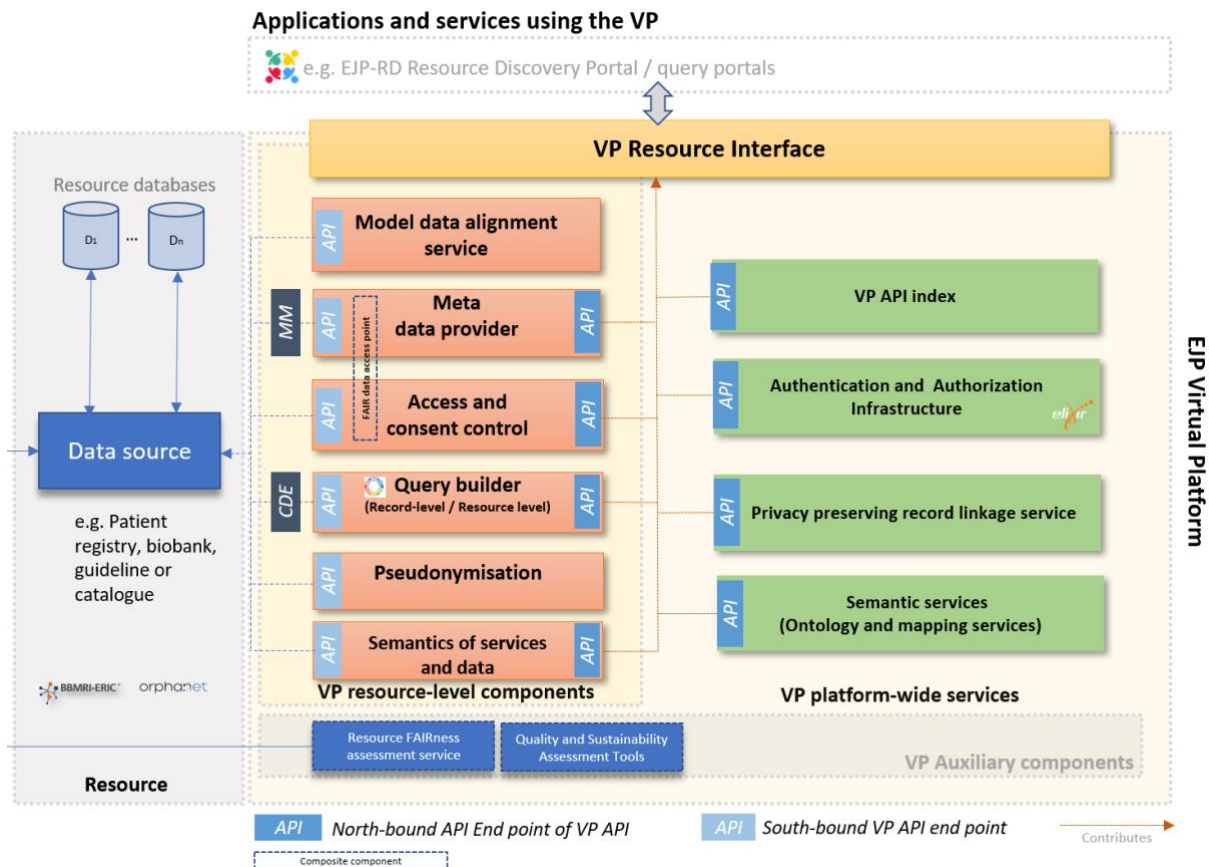 Applications and services using the VP
e.g. EJP-RD Resource Discovery Portal / query portals
VP Resource Interface
Resource databases
D1
...
Dn
Data source
e.g. Patient
registry, biobank,
guideline or
catalogue
BBMRI-ERIC
orphanet
Resource
API
Model data alignment
service
MM
API
Meta
data provider
API
FAIR data access point
API
Access and
consent control
API
CDE
API
Query builder
(Record-level / Resource level)
API
API
Pseudonymisation
API
Semantics of services
and data
API
VP resource-level components
API
VP API index
API
Authentication and Authorization
Infrastructure
elixir
API
Privacy preserving record linkage service
API
Semantic services
(Ontology and mapping services)
VP platform-wide services
EJP Virtual Platform
Resource FAIRness
assessment service
Quality and Sustainability
Assessment Tools
VP Auxiliary components
API
North-bound API End point of VP API
API
South-bound VP API end point
Contributes
Composite component